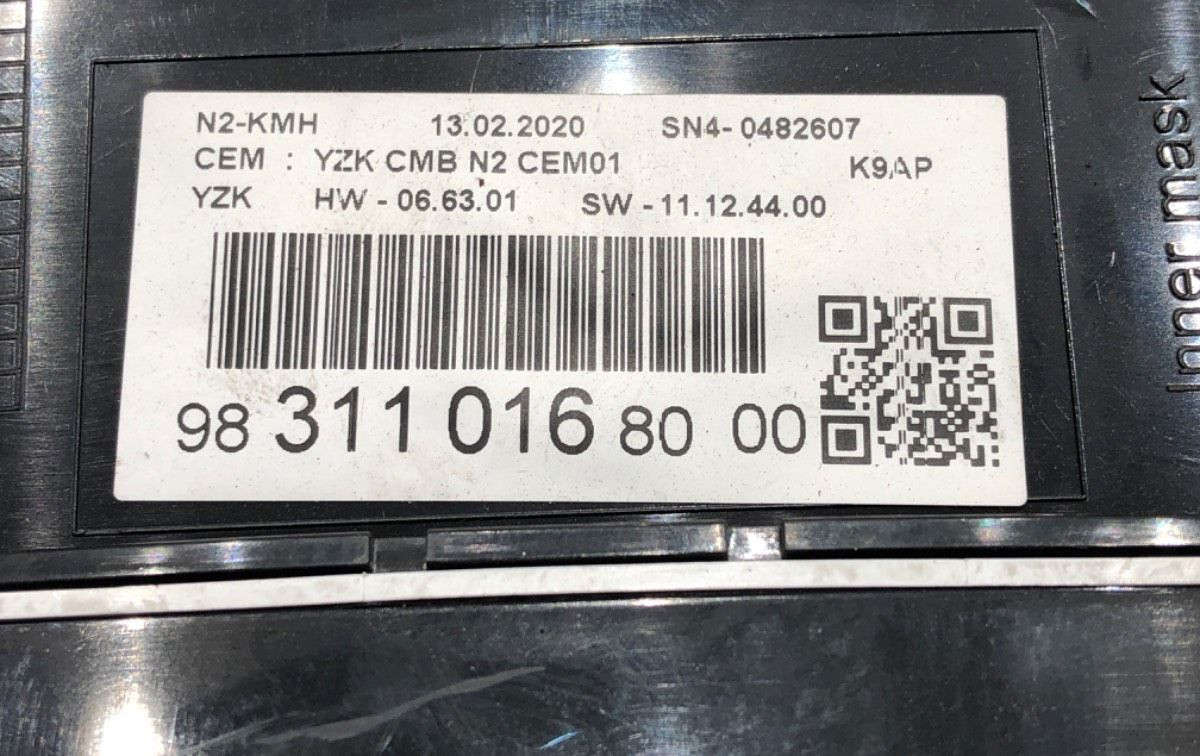 N2-KMH 13.02.2020 SN4- 0482607
CEM : YZK CMB N2 CEM01 K9AP
YZK HW - 06.63.01 SW - 11.12.44.00
98 311 016 80 00
Inner mask